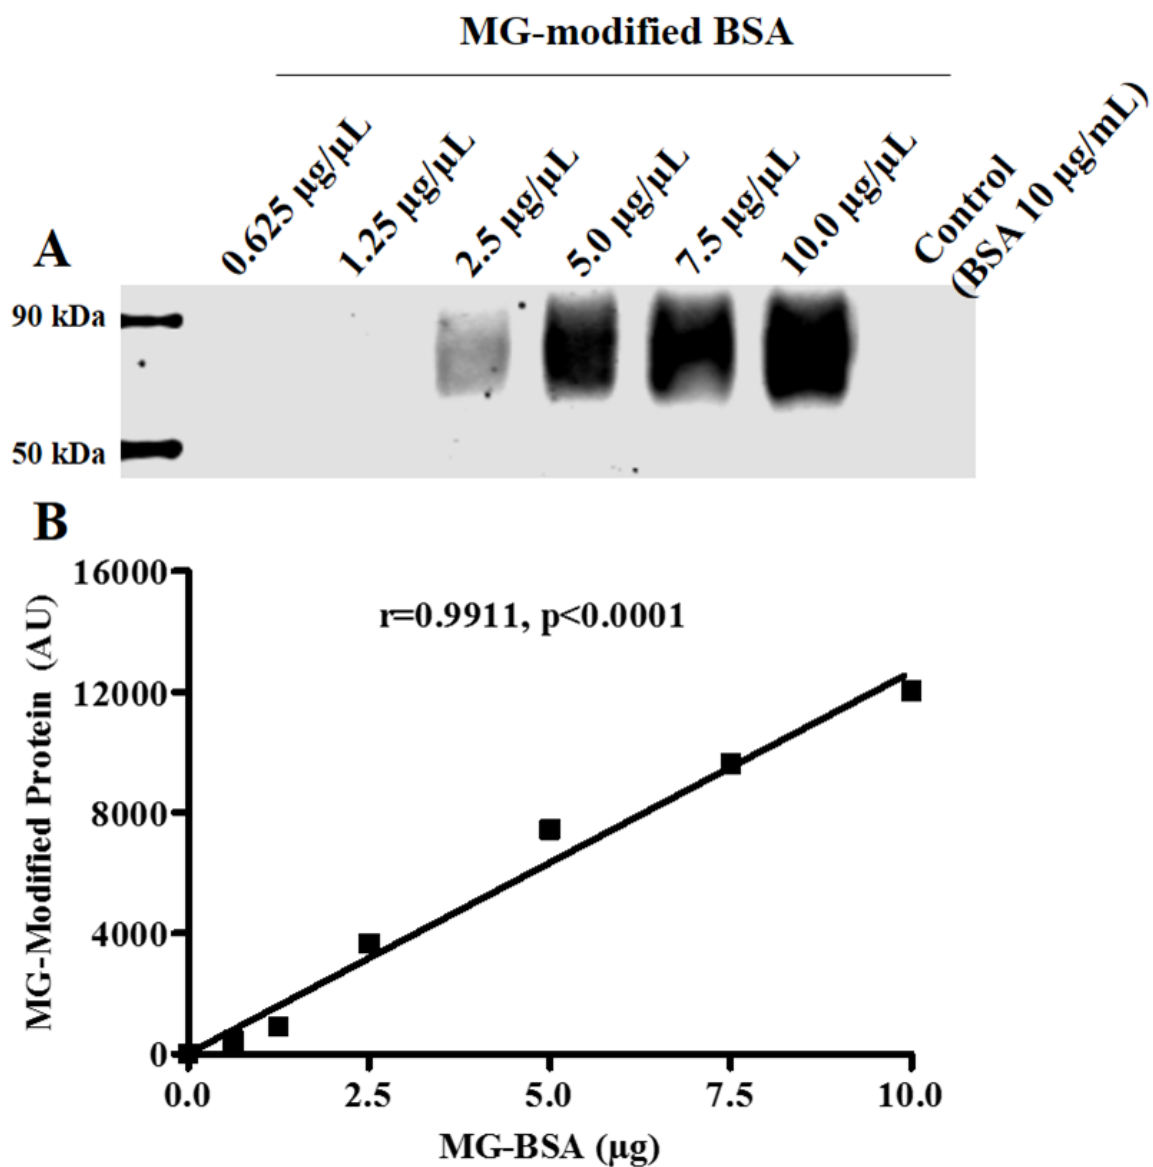 MG-modified BSA
0.625 µg/µL
1.25 µg/µL
2.5 µg/µL
5.0 µg/µL
7.5 µg/µL
10.0 µg/µL
Control
(BSA 10 µg/mL)
A
90 kDa
50 kDa
B
r=0.9911, p<0.0001
MG-Modified Protein (AU)
16000
12000
8000
4000
0
0.0 2.5 5.0 7.5 10.0
MG-BSA (µg)